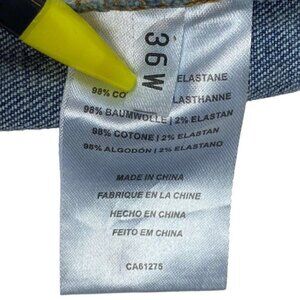 36W
ELASTANE
98% CO LASTHANNE
98% BAUMWOLLE | 2% ELASTAN
98% COTONE | 2% ELASTAN
98% ALGODÓN | 2% ELASTANO
MADE IN CHINA
FABRIQUE EN LA CHINE
HECHO EN CHINA
FEITO EM CHINA
CA61275